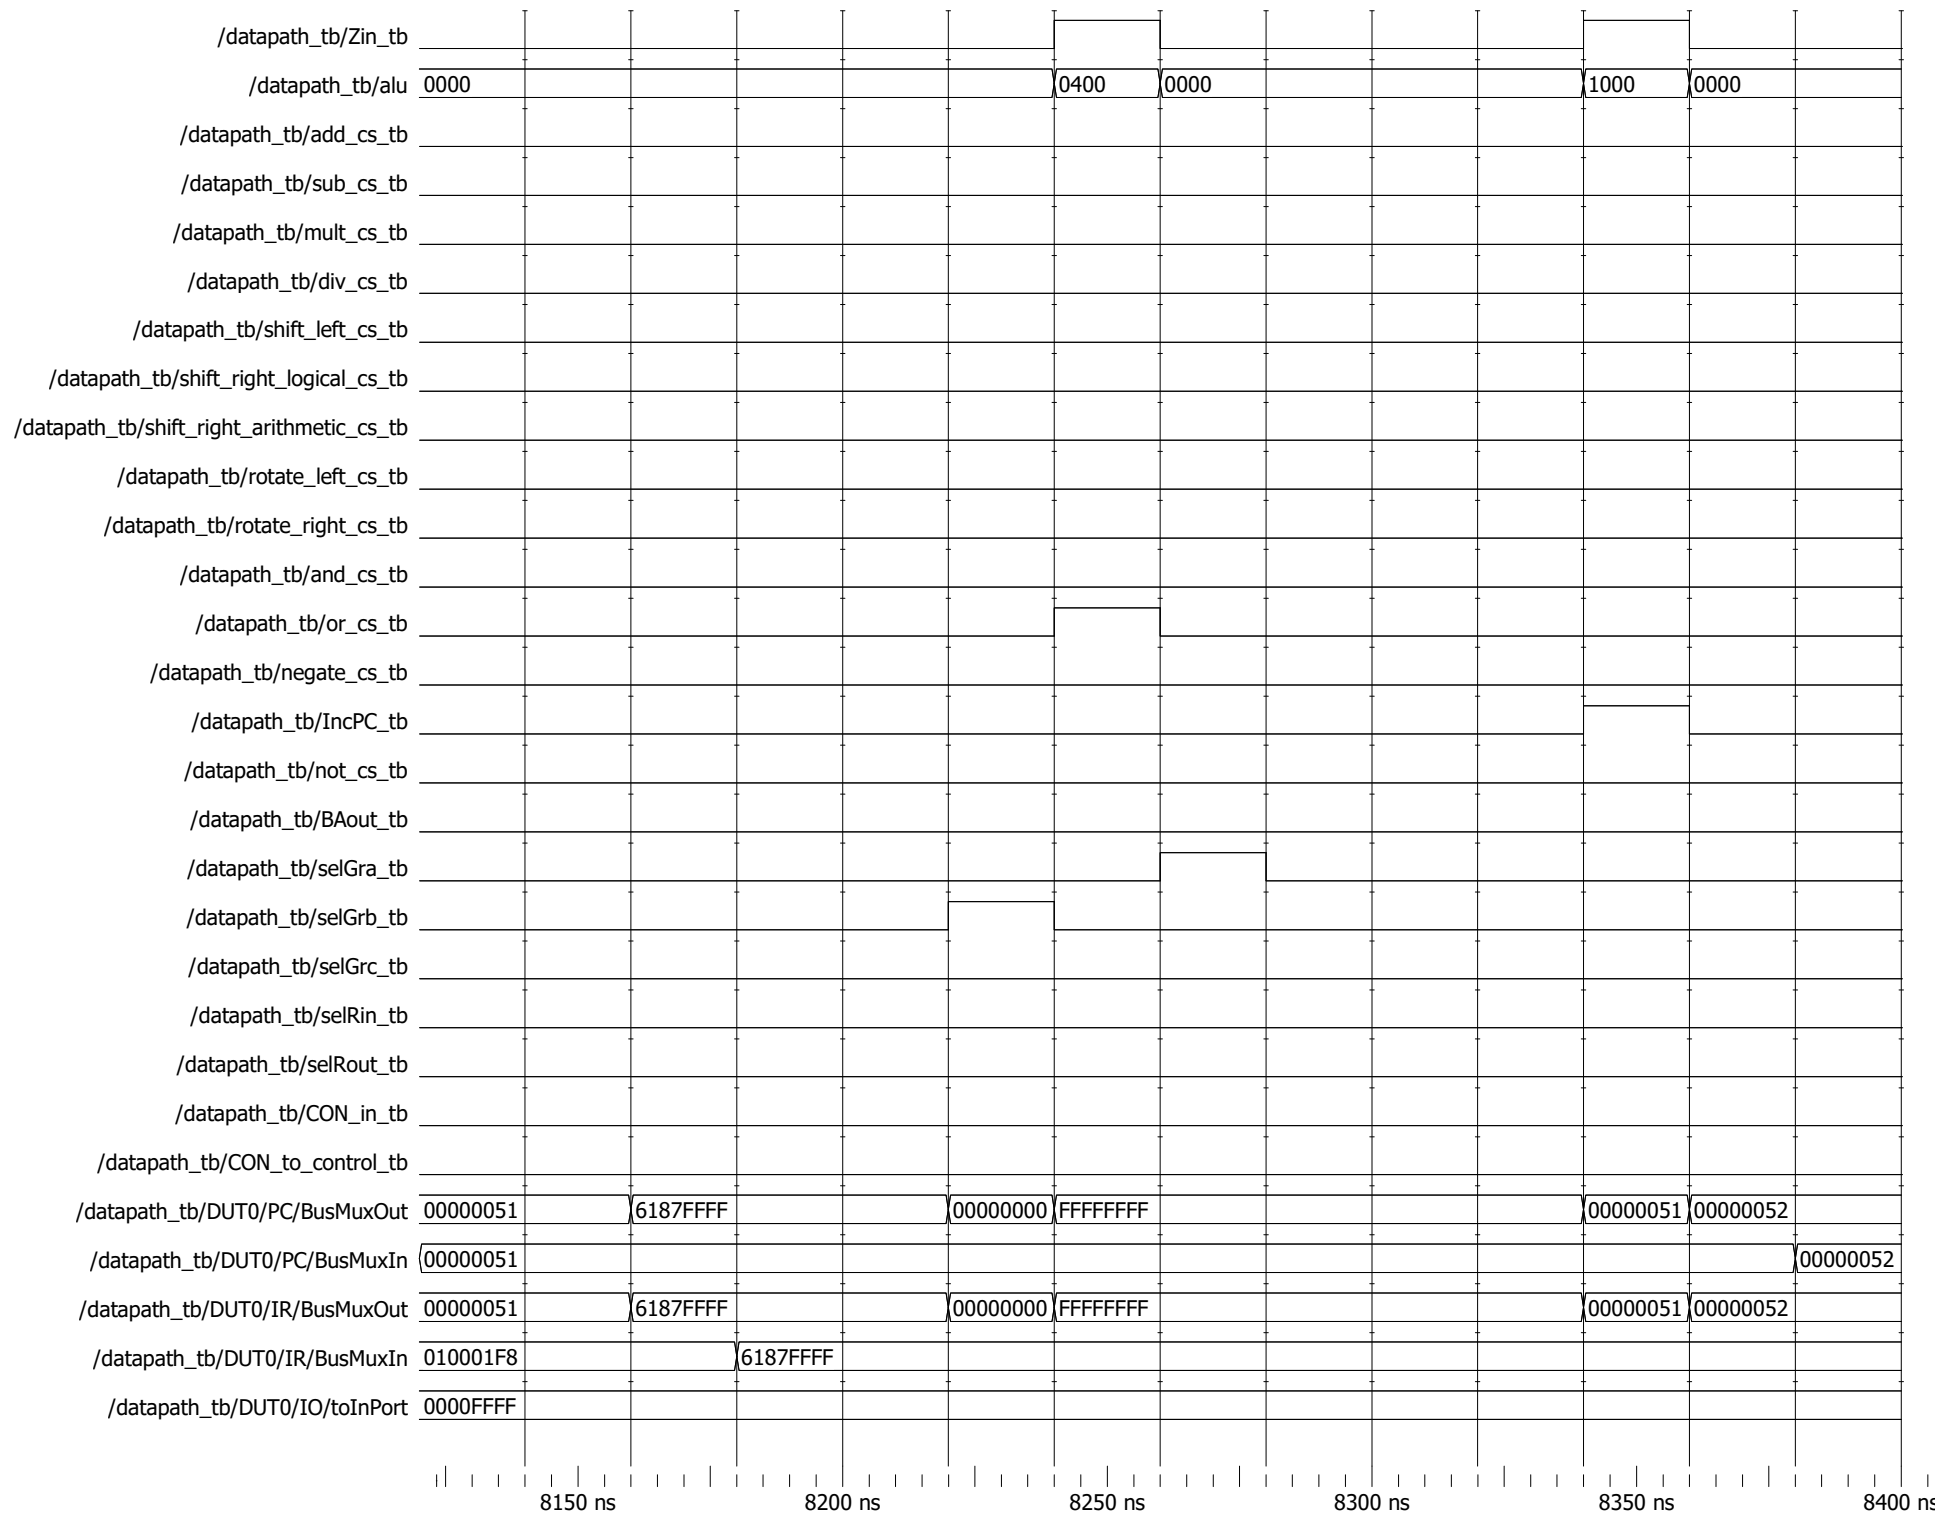 /datapath_tb/Zin_tb
/datapath_tb/alu 0000 0400 0000 1000 0000
/datapath_tb/add_cs_tb
/datapath_tb/sub_cs_tb
/datapath_tb/mult_cs_tb
/datapath_tb/div_cs_tb
/datapath_tb/shift_left_cs_tb
/datapath_tb/shift_right_logical_cs_tb
/datapath_tb/shift_right_arithmetic_cs_tb
/datapath_tb/rotate_left_cs_tb
/datapath_tb/rotate_right_cs_tb
/datapath_tb/and_cs_tb
/datapath_tb/or_cs_tb
/datapath_tb/negate_cs_tb
/datapath_tb/IncPC_tb
/datapath_tb/not_cs_tb
/datapath_tb/BAout_tb
/datapath_tb/selGra_tb
/datapath_tb/selGrb_tb
/datapath_tb/selGrc_tb
/datapath_tb/selRin_tb
/datapath_tb/selRout_tb
/datapath_tb/CON_in_tb
/datapath_tb/CON_to_control_tb
/datapath_tb/DUT0/PC/BusMuxOut 00000051 6187FFFF 00000000 FFFFFFFF 00000051 00000052
/datapath_tb/DUT0/PC/BusMuxIn 00000051 00000052
/datapath_tb/DUT0/IR/BusMuxOut 00000051 6187FFFF 00000000 FFFFFFFF 00000051 00000052
/datapath_tb/DUT0/IR/BusMuxIn 010001F8 6187FFFF
/datapath_tb/DUT0/IO/toInPort 0000FFFF
8150 ns 8200 ns 8250 ns 8300 ns 8350 ns 8400 ns